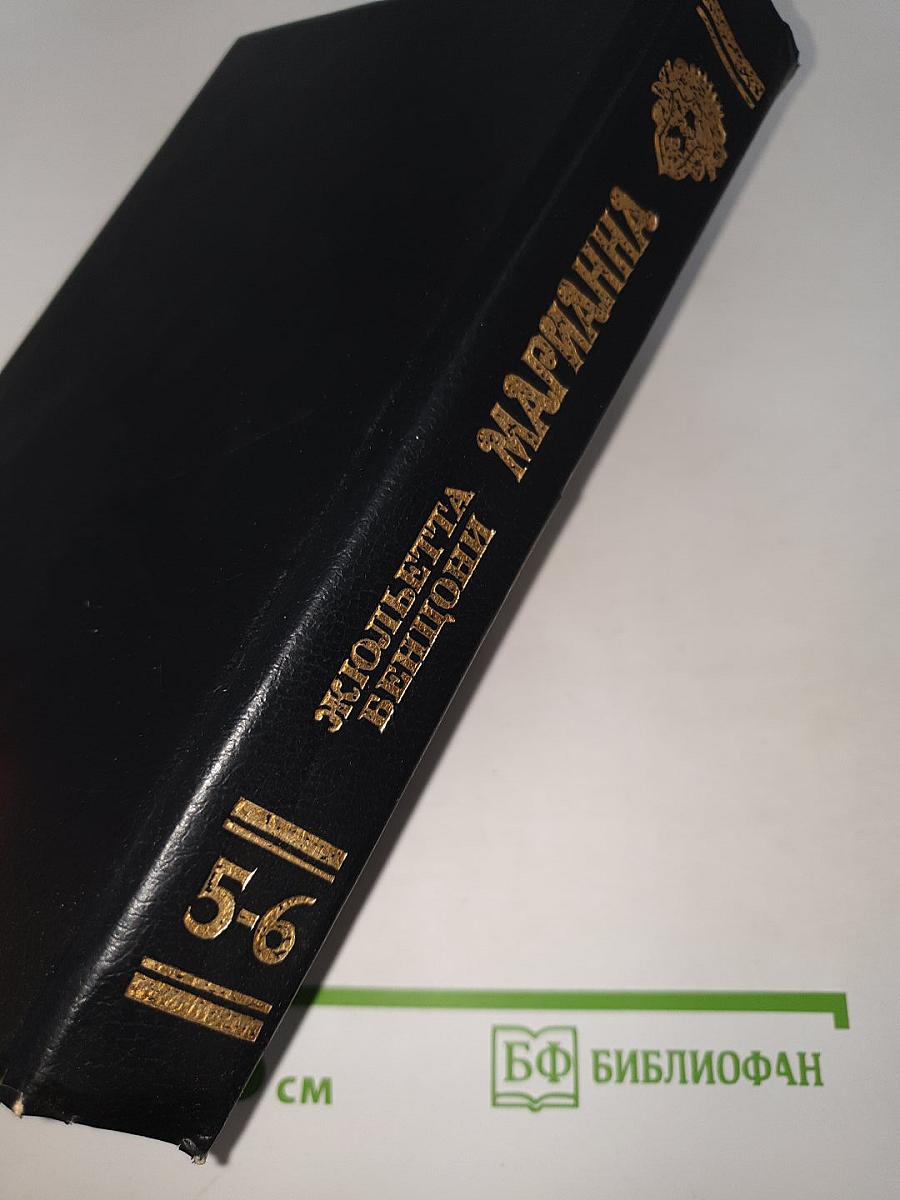 МАРИАННА
ЖЮЛЬЕТТА
БЕНЦОНИ
5-6
см
БФ БИБЛИОФАН